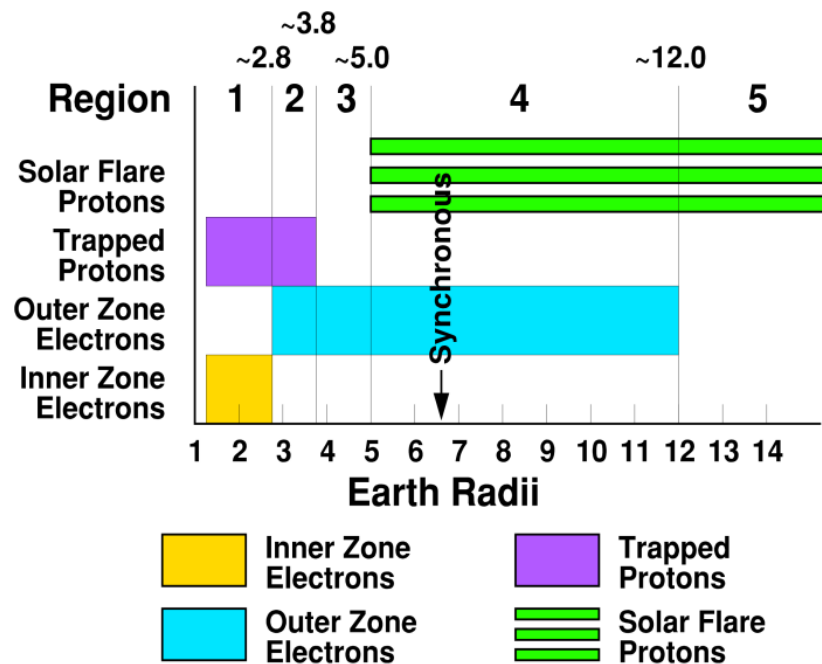 ~3.8
~2.8 ~5.0 ~12.0
Region 1 2 3 4 5
Solar Flare
Protons
Trapped
Protons
Outer Zone
Electrons
Inner Zone
Electrons
Synchronous
1 2 3 4 5 6 7 8 9 10 11 12 13 14
Earth Radii
Inner Zone
Electrons
Trapped
Protons
Outer Zone
Electrons
Solar Flare
Protons